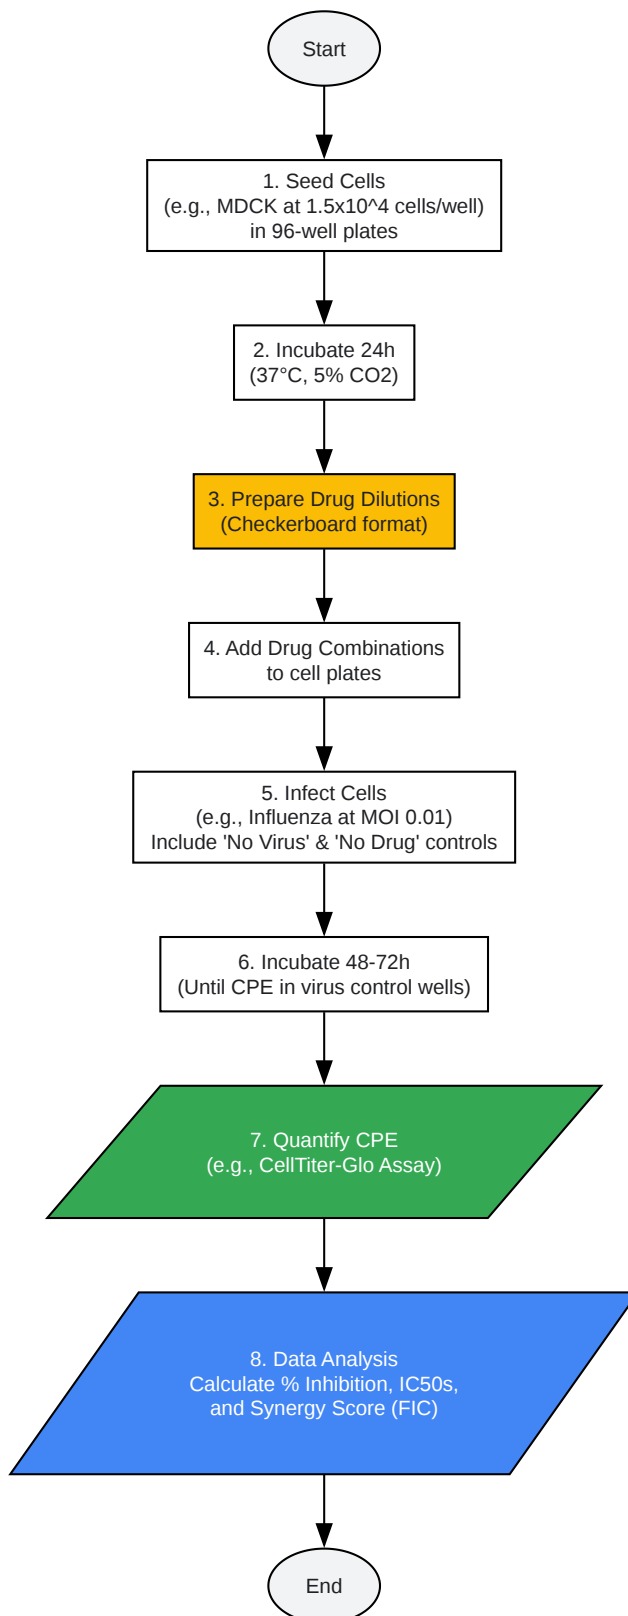 Start
1. Seed Cells
(e.g., MDCK at 1.5x10^4 cells/well)
in 96-well plates
2. Incubate 24h
(37°C, 5% CO2)
3. Prepare Drug Dilutions
(Checkerboard format)
4. Add Drug Combinations
to cell plates
5. Infect Cells
(e.g., Influenza at MOI 0.01)
Include 'No Virus' & 'No Drug' controls
6. Incubate 48-72h
(Until CPE in virus control wells)
7. Quantify CPE
(e.g., CellTiter-Glo Assay)
8. Data Analysis
Calculate % Inhibition, IC50s,
and Synergy Score (FIC)
End